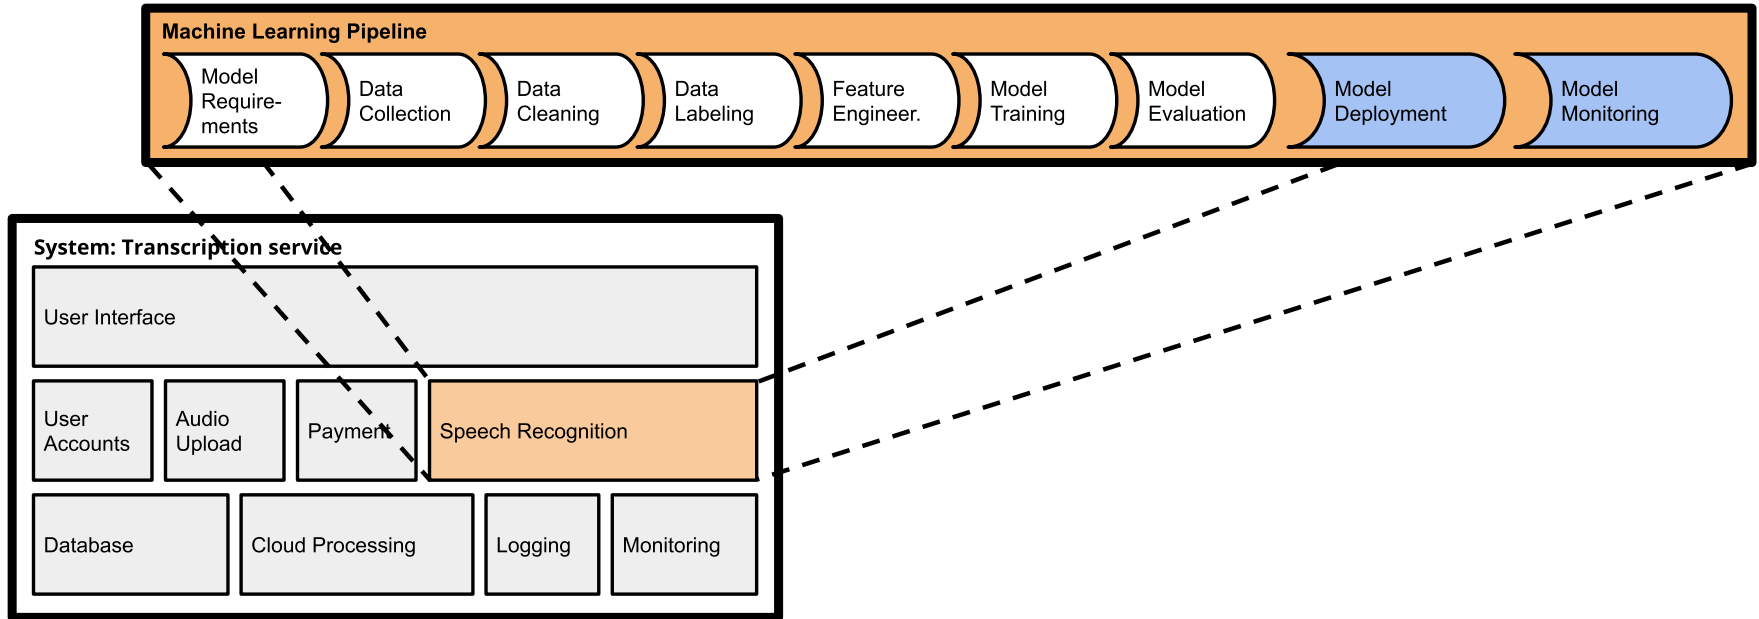 Machine Learning Pipeline
Model
Require-
ments
Data
Collection
Data
Cleaning
Data
Labeling
Feature
Engineer.
Model
Training
Model
Evaluation
Model
Deployment
Model
Monitoring
System: Transcription service
User Interface
User
Accounts
Audio
Upload
Payment
Speech Recognition
Database
Cloud Processing
Logging
Monitoring